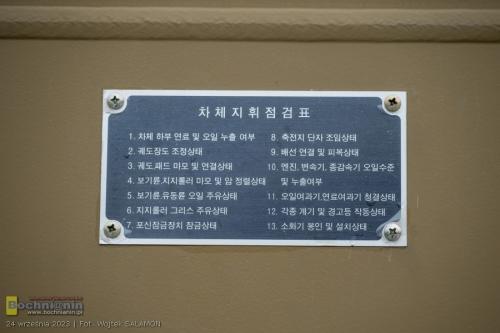 차체지휘점검표
1. 차체 하부 연료 및 오일 누출 여부
2. 궤도장도 조정상태
3. 궤도,패드 마모 및 연결상태
4. 보기륜,지지롤러 마모 및 암 정렬상태
5. 보기륜,유동륜 오일 주유상태
6. 지지롤러 그리스 주유상태
7. 포신잠금장치 잠금상태
8. 축전지 단자 조임상태
9. 배선 연결 및 피복상태
10. 엔진, 변속기, 종감속기 오일수준
및 누출여부
11. 오일여과기,연료여과기 청결상태
12. 각종 계기 및 경고등 작동상태
13. 소화기 봉인 및 설치상태
Bochnianin
www.bochnianin.pl
24 września 2023 | Fot. Wojtek SALAMON